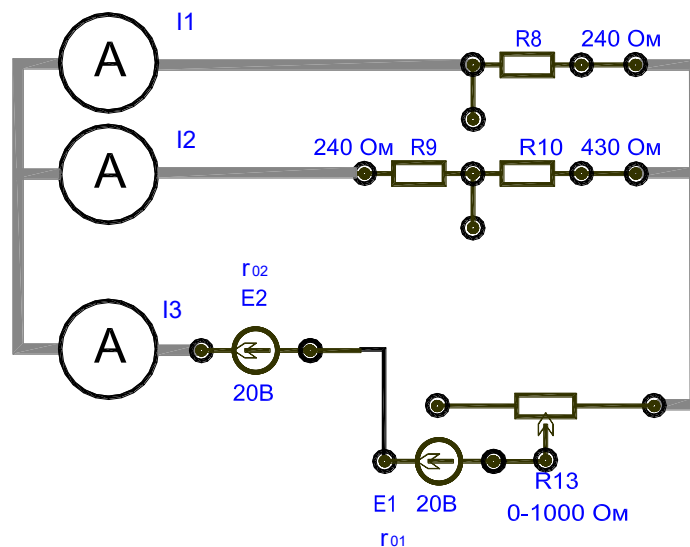 I1
A
R8 240 Ом
I2
A
240 Ом R9 R10 430 Ом
r02
E2
I3
A
20В
E1 20В
R13
0-1000 Ом
r01